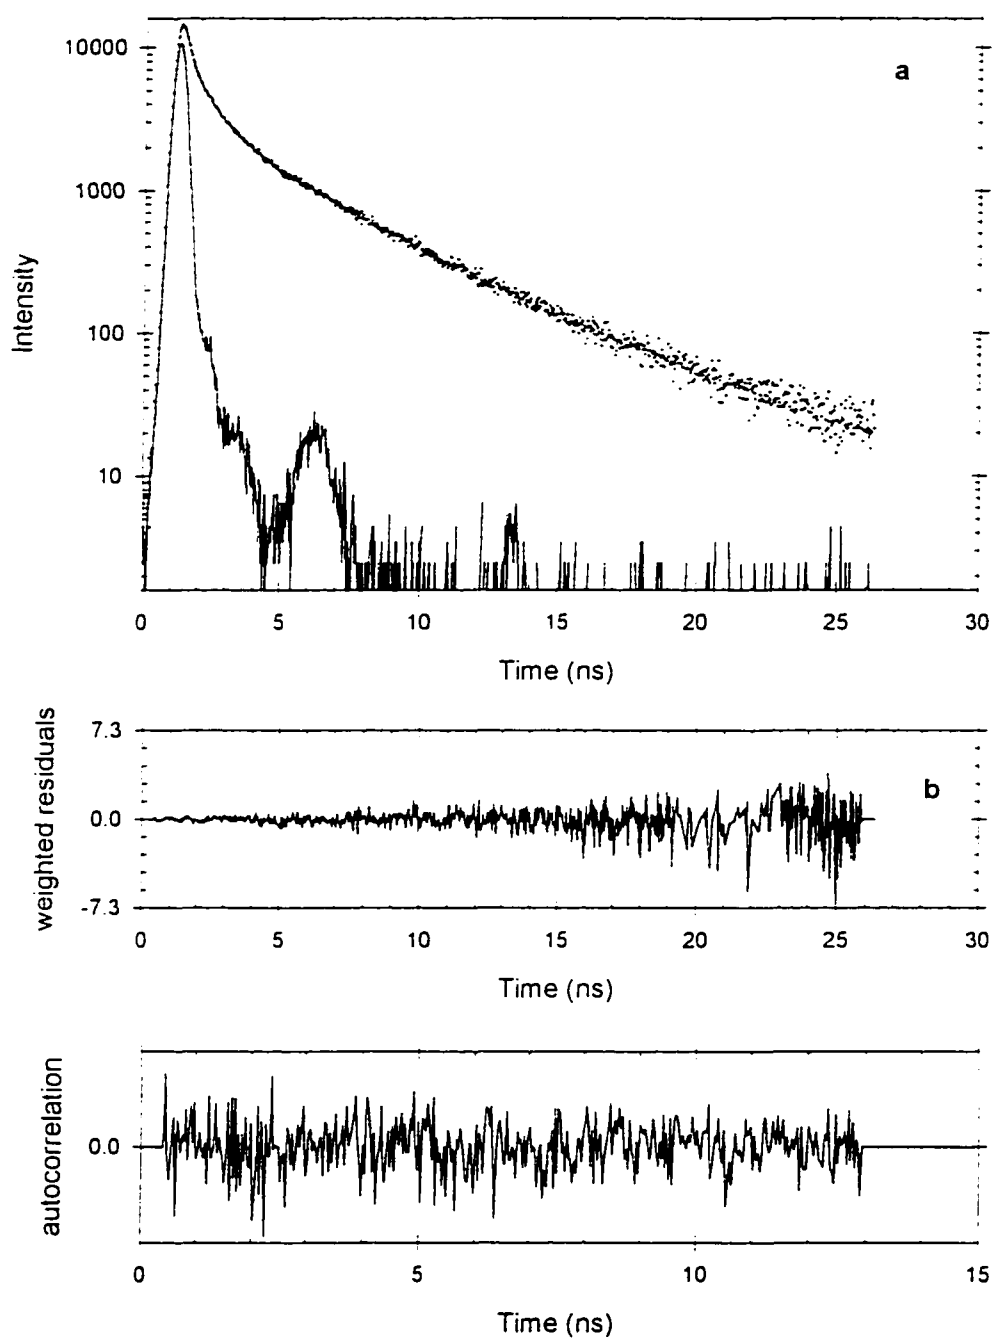 10000
a
1000
Intensity
100
10
0 5 10 15 20 25 30
Time (ns)
7.3
weighted residuals
b
0.0
-7.3
0 5 10 15 20 25 30
Time (ns)
autocorrelation
0.0
0 5 10 15
Time (ns)